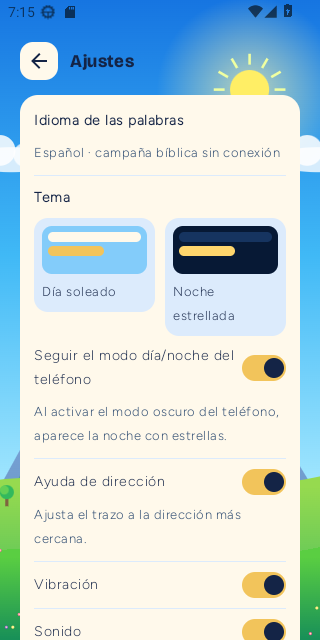 7:15
Ajustes
Idioma de las palabras
Español · campaña bíblica sin conexión
Tema
Día soleado
Noche
estrellada
Seguir el modo día/noche del
teléfono
Al activar el modo oscuro del teléfono,
aparece la noche con estrellas.
Ayuda de dirección
Ajusta el trazo a la dirección más
cercana.
Vibración
Sonido